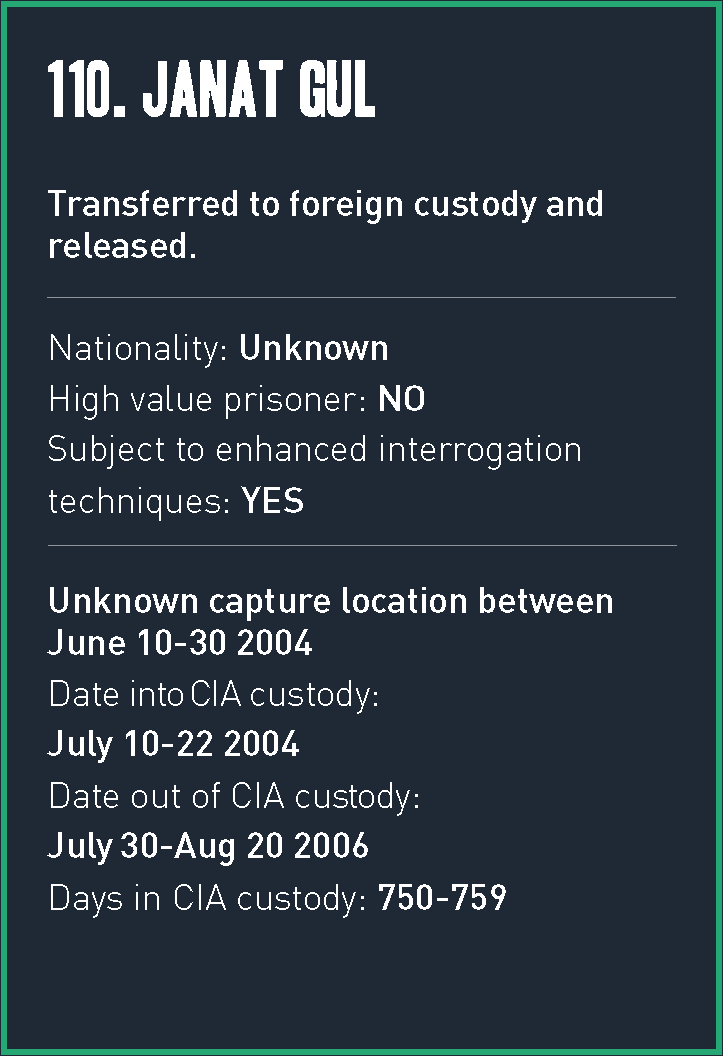 110. JANAT GUL
Transferred to foreign custody and
released.
Nationality: Unknown
High value prisoner: NO
Subject to enhanced interrogation
techniques: YES
Unknown capture location between
June 10-30 2004
Date into CIA custody:
July 10-22 2004
Date out of CIA custody:
July 30-Aug 20 2006
Days in CIA custody: 750-759